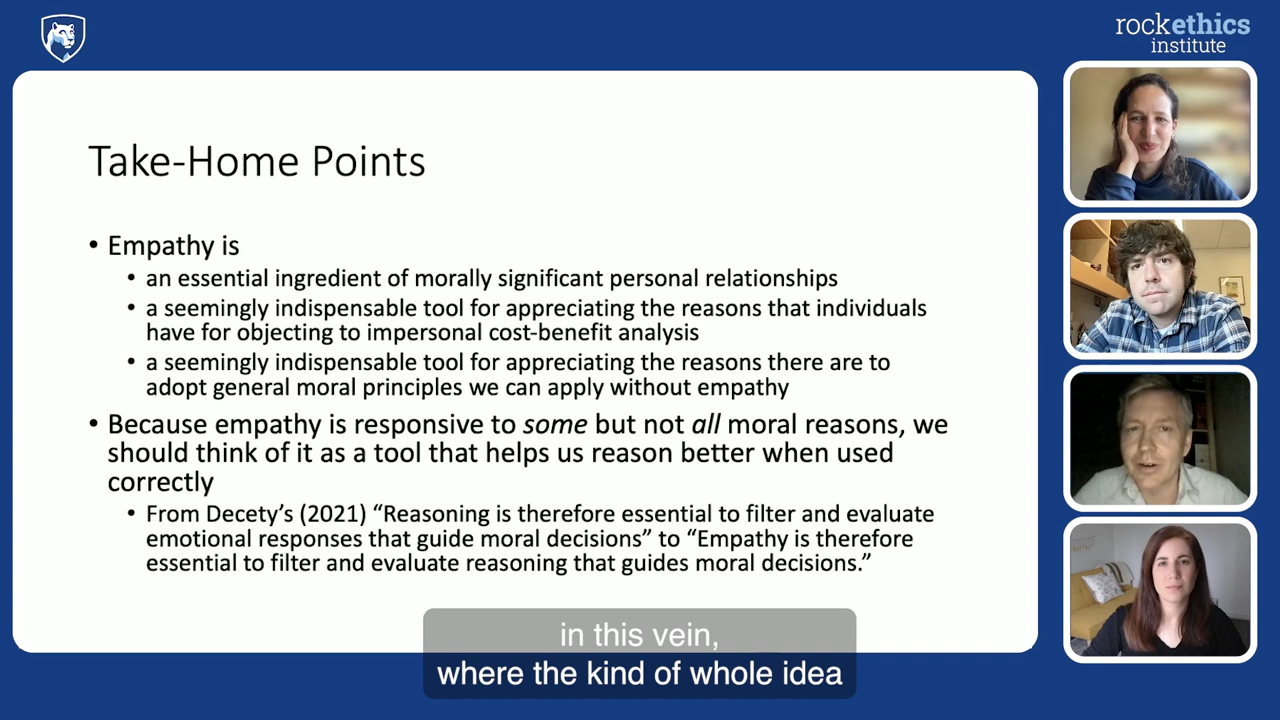 rockethics
institute
Take-Home Points
• Empathy is
• an essential ingredient of morally significant personal relationships
• a seemingly indispensable tool for appreciating the reasons that individuals
have for objecting to impersonal cost-benefit analysis
• a seemingly indispensable tool for appreciating the reasons there are to
adopt general moral principles we can apply without empathy
• Because empathy is responsive to some but not all moral reasons, we
should think of it as a tool that helps us reason better when used
correctly
• From Decety’s (2021) “Reasoning is therefore essential to filter and evaluate
emotional responses that guide moral decisions” to “Empathy is therefore
essential to filter and evaluate reasoning that guides moral decisions.”
in this vein,
where the kind of whole idea